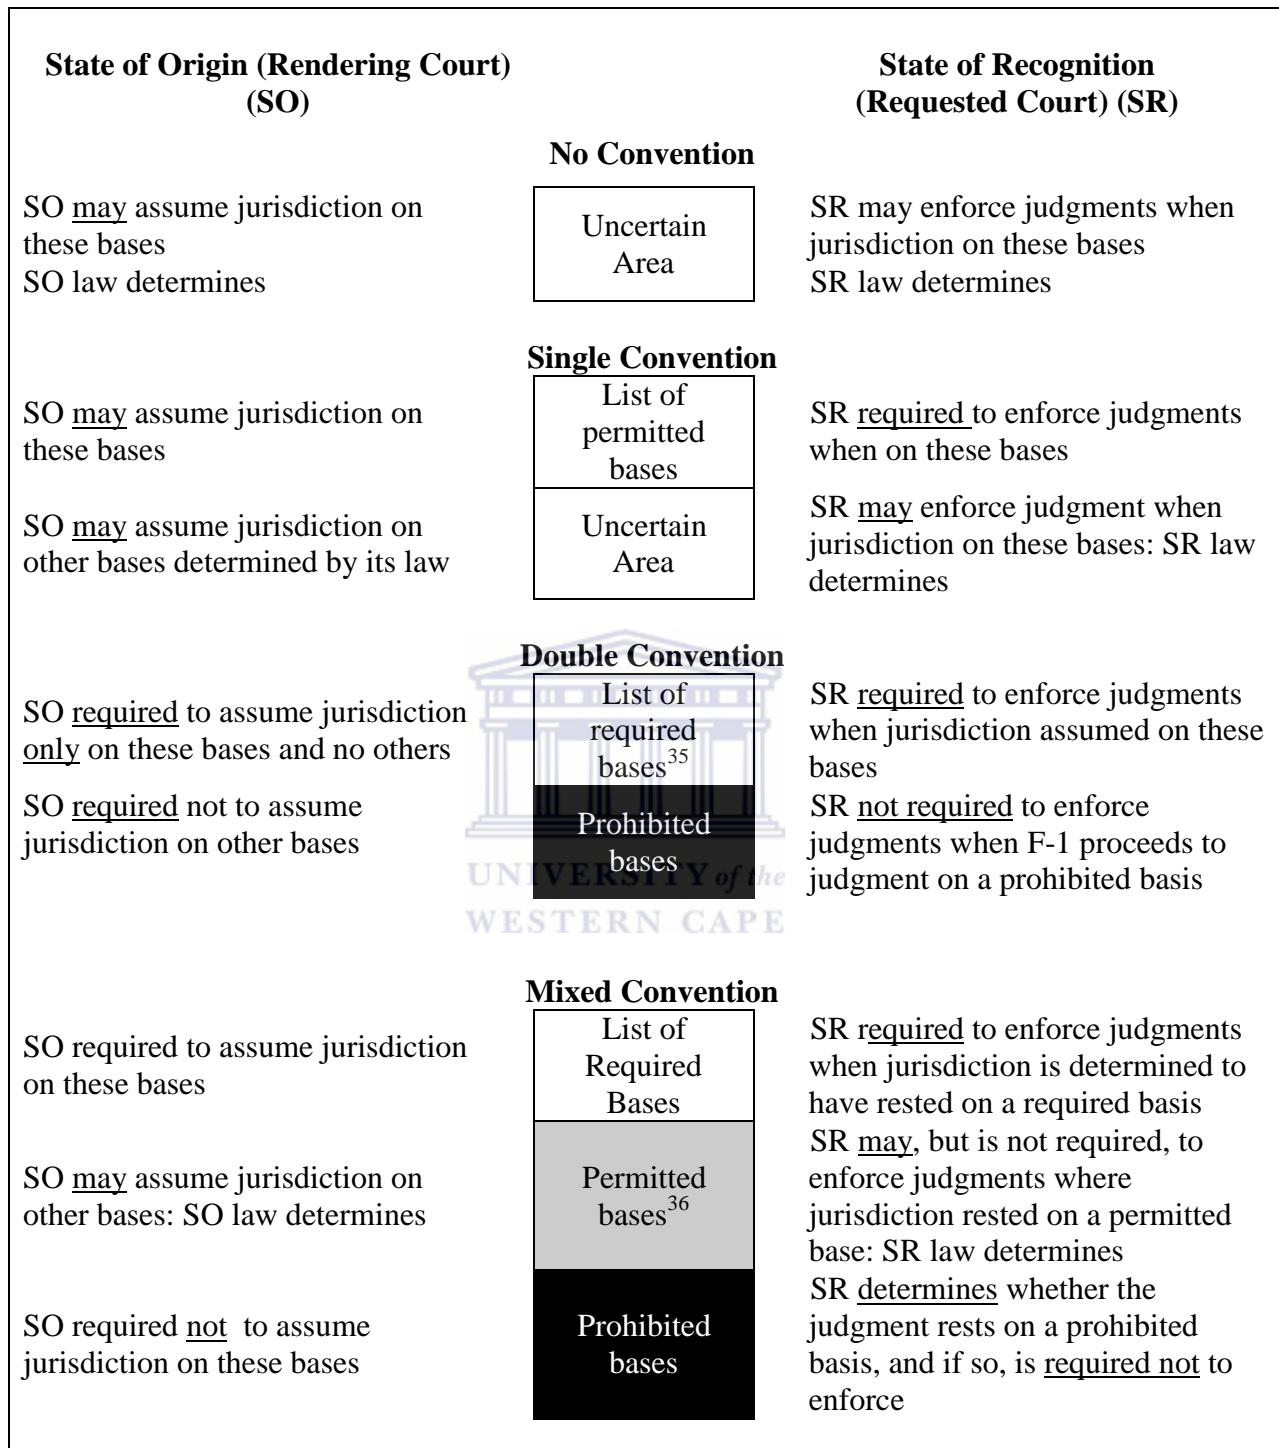 State of Origin (Rendering Court)
(SO)
State of Recognition
(Requested Court) (SR)
No Convention
SO may assume jurisdiction on
these bases
SO law determines
Uncertain
Area
SR may enforce judgments when
jurisdiction on these bases
SR law determines
Single Convention
SO may assume jurisdiction on
these bases
List of
permitted
bases
SR required to enforce judgments
when on these bases
SO may assume jurisdiction on
other bases determined by its law
Uncertain
Area
SR may enforce judgment when
jurisdiction on these bases: SR law
determines
Double Convention
SO required to assume jurisdiction
only on these bases and no others
List of
required
bases35
SR required to enforce judgments
when jurisdiction assumed on these
bases
SO required not to assume
jurisdiction on other bases
Prohibited
bases
SR not required to enforce
judgments when F-1 proceeds to
judgment on a prohibited basis
UNIVERSITY of the
WESTERN CAPE
Mixed Convention
SO required to assume jurisdiction
on these bases
List of
Required
Bases
SR required to enforce judgments
when jurisdiction is determined to
have rested on a required basis
SO may assume jurisdiction on
other bases: SO law determines
Permitted
bases36
SR may, but is not required, to
enforce judgments where
jurisdiction rested on a permitted
base: SR law determines
SO required not to assume
jurisdiction on these bases
Prohibited
bases
SR determines whether the
judgment rests on a prohibited
basis, and if so, is required not to
enforce